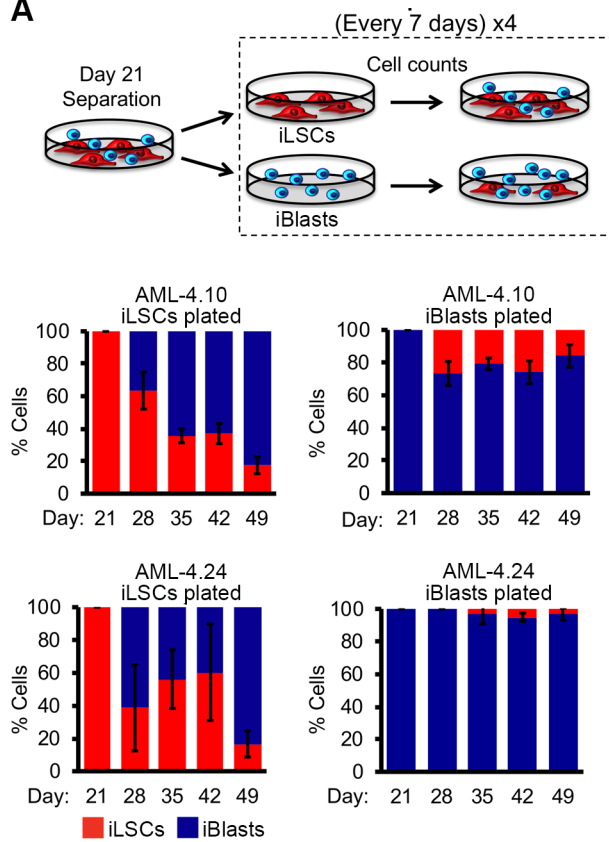 A
(Every 7 days) x4
Day 21
Separation
Cell counts
iLSCs
iBlasts
AML-4.10
iLSCs plated
% Cells
100
80
60
40
20
0
Day: 21 28 35 42 49
AML-4.10
iBlasts plated
% Cells
100
80
60
40
20
0
Day: 21 28 35 42 49
AML-4.24
iLSCs plated
% Cells
100
80
60
40
20
0
Day: 21 28 35 42 49
AML-4.24
iBlasts plated
% Cells
100
80
60
40
20
0
Day: 21 28 35 42 49
iLSCs iBlasts